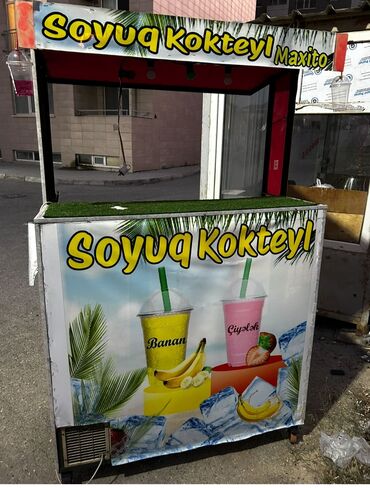 Soyuq Kokteyl Maxito
Soyuq Kokteyl
Banan
Çiyələk